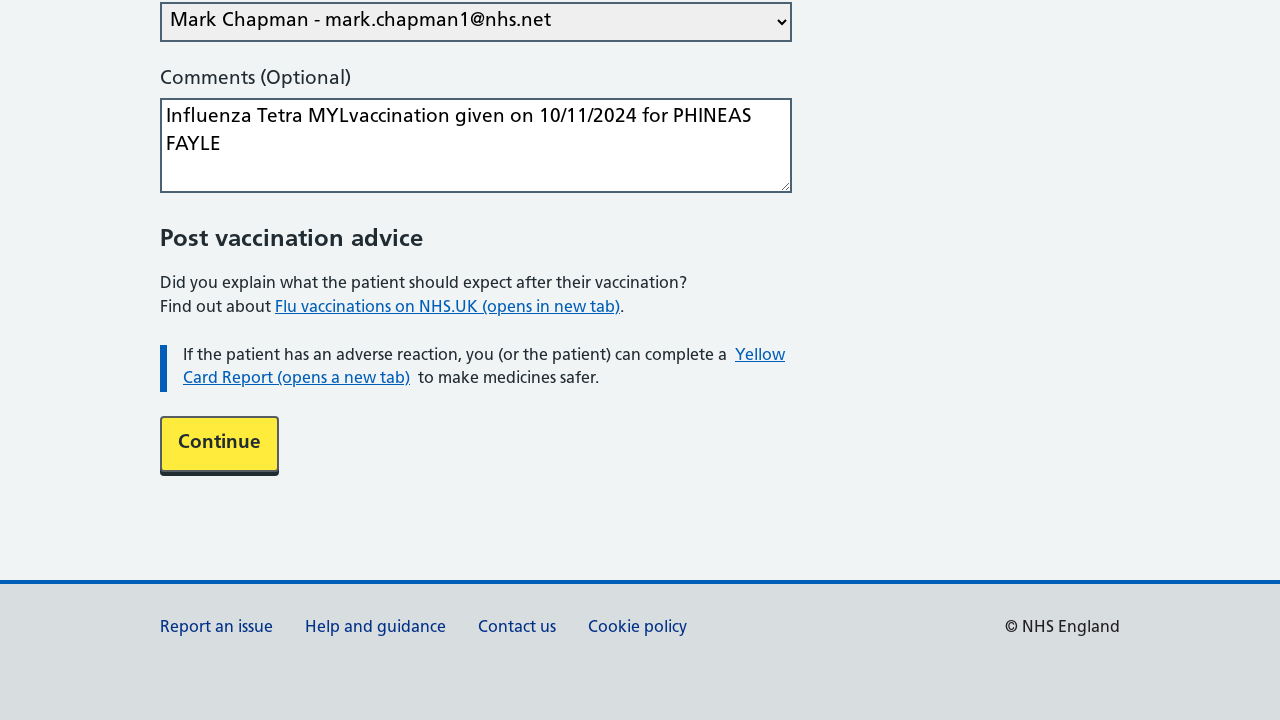 Mark Chapman - mark.chapman1@nhs.net
Comments (Optional)
Influenza Tetra MYLvaccination given on 10/11/2024 for PHINEAS
FAYLE
Post vaccination advice
Did you explain what the patient should expect after their vaccination?
Find out about Flu vaccinations on NHS.UK (opens in new tab).
If the patient has an adverse reaction, you (or the patient) can complete a Yellow
Card Report (opens a new tab) to make medicines safer.
Continue
Report an issue Help and guidance Contact us Cookie policy © NHS England